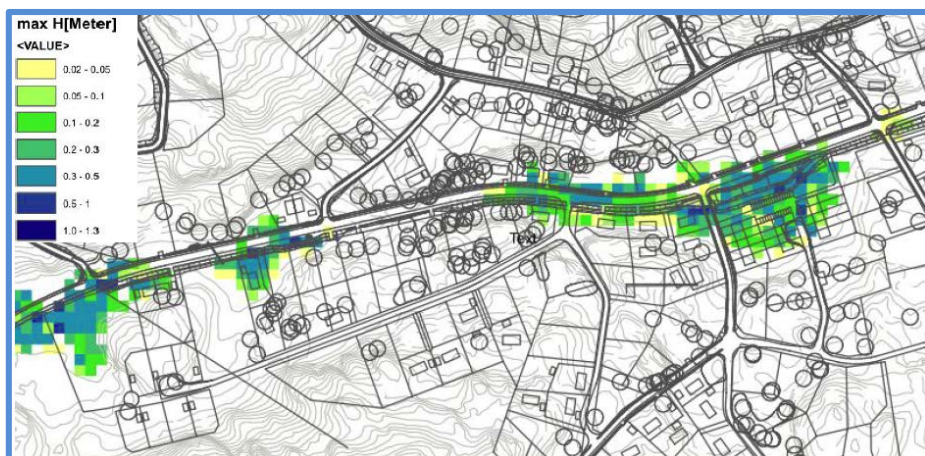 max H[Meter]
<VALUE>
0.02 - 0.05
0.05 - 0.1
0.1 - 0.2
0.2 - 0.3
0.3 - 0.5
0.5 - 1
1.0 - 1.3
Text